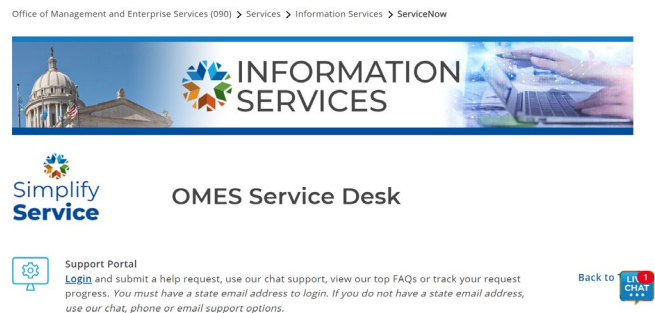 Office of Management and Enterprise Services (090) > Services > Information Services > ServiceNow
INFORMATION
SERVICES
Simplify
Service
OMES Service Desk
Support Portal
Login and submit a help request, use our chat support, view our top FAQs or track your request
progress. You must have a state email address to login. If you do not have a state email address,
use our chat, phone or email support options.
Back to
1
CHAT